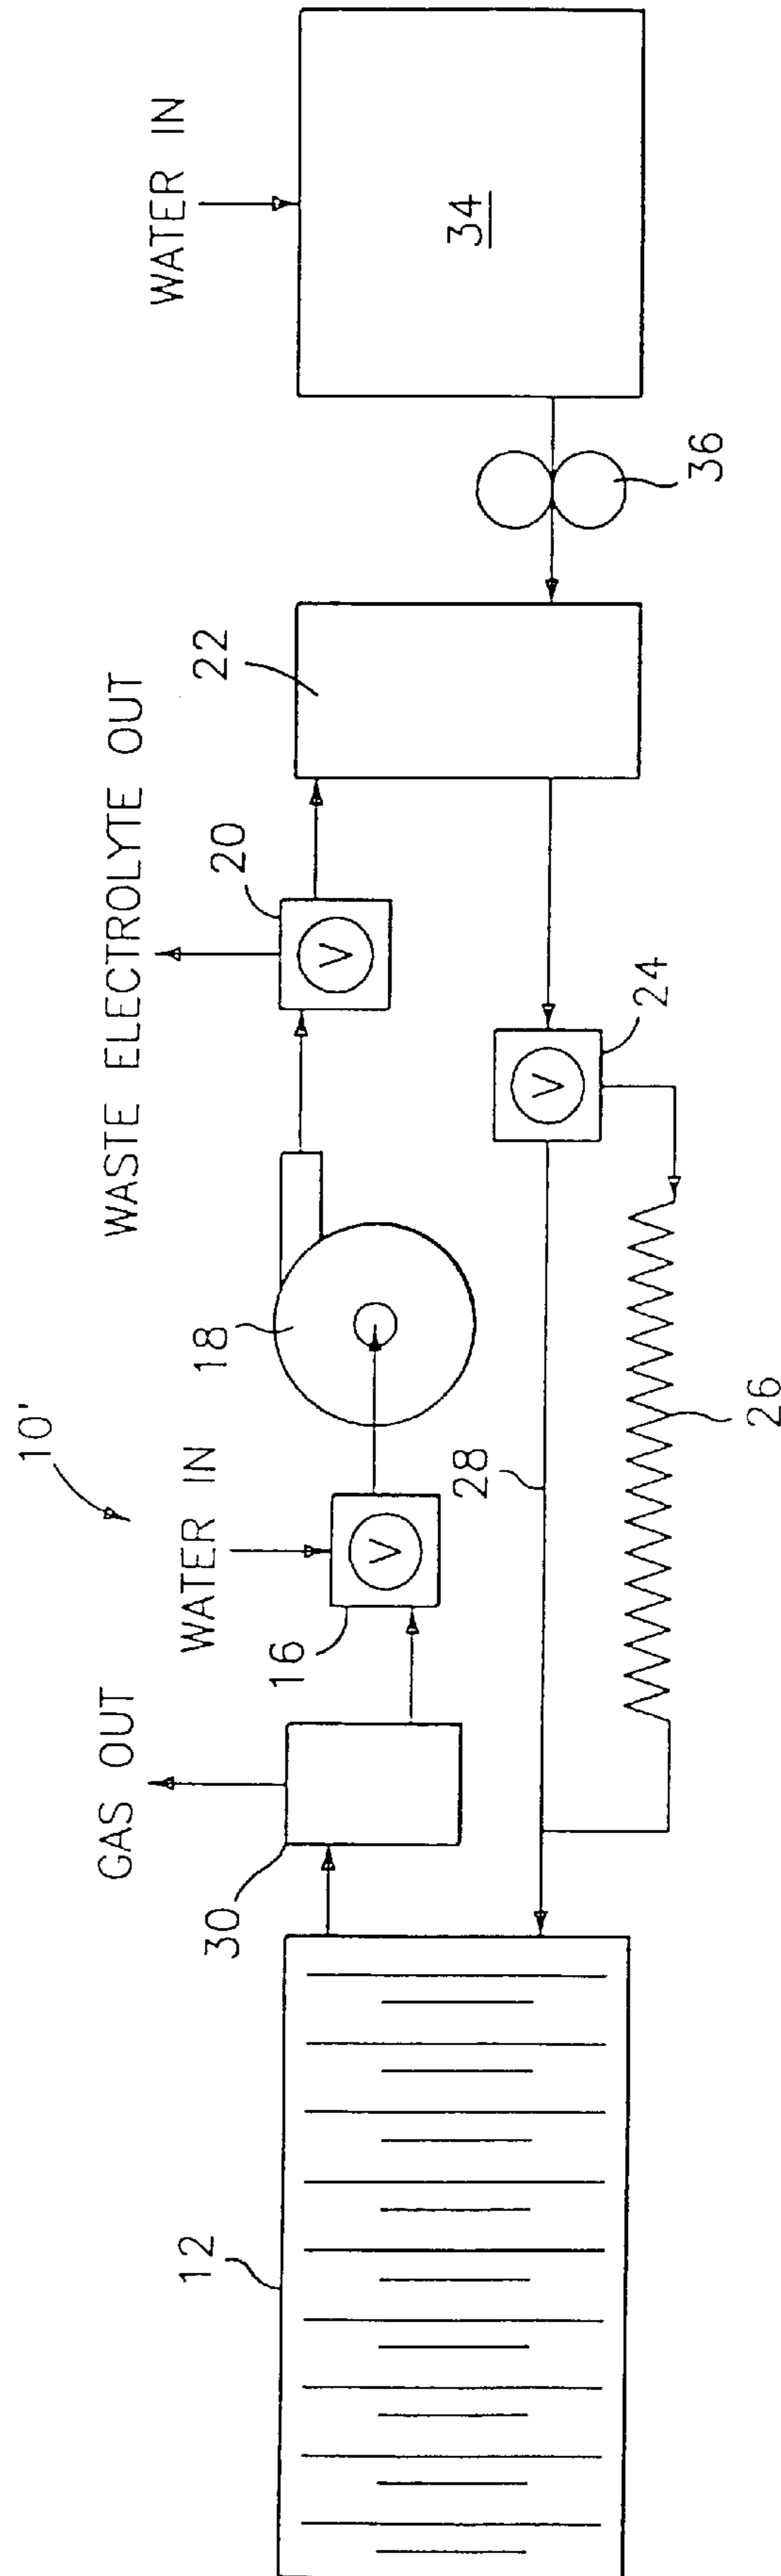 10'
GAS OUT
WATER IN
WASTE ELECTROLYTE OUT
WATER IN
12
30
16
V
18
20
V
22
34
28
24
V
26
36